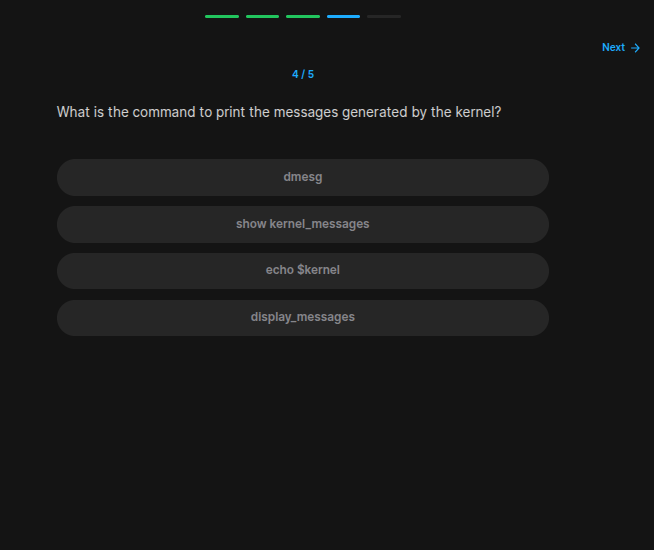 Next →
4 / 5
What is the command to print the messages generated by the kernel?
dmesg
show kernel_messages
echo $kernel
display_messages